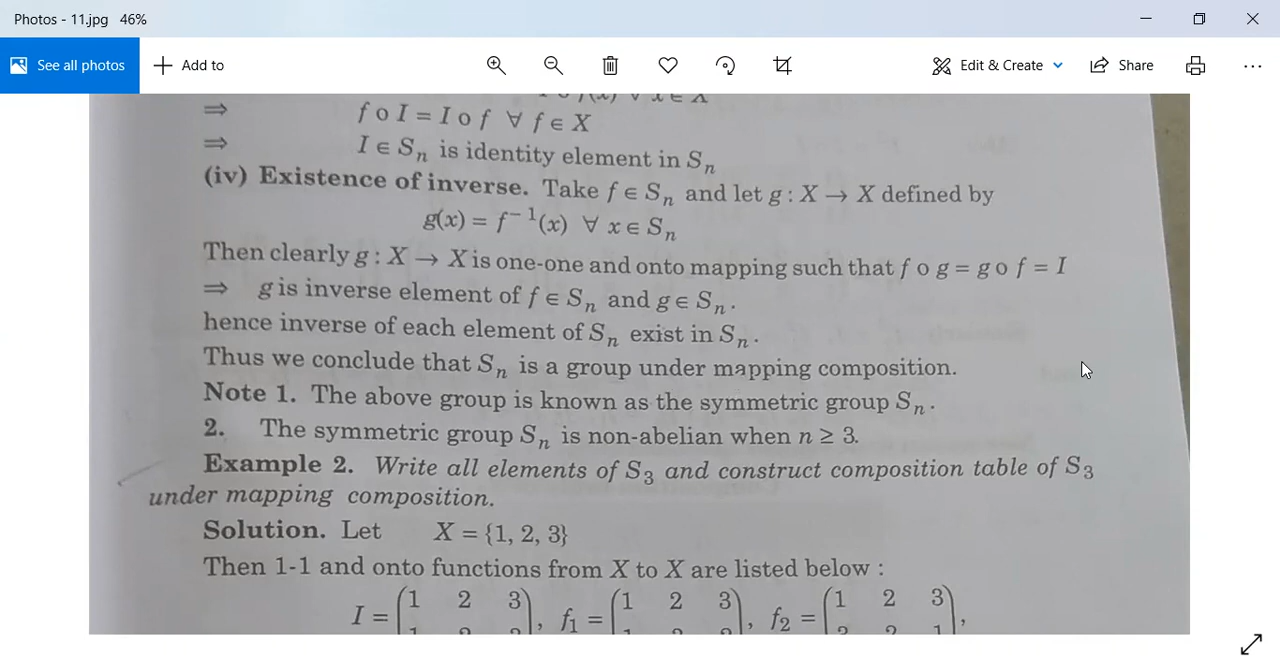 Photos - 11.jpg 46%
See all photos
Add to
Edit & Create
Share
⇒ f o I = I o f ∀ f ∈ X
⇒ I ∈ Sₙ is identity element in Sₙ
(iv) Existence of inverse. Take f ∈ Sₙ and let g : X → X defined by
g(x) = f⁻¹(x) ∀ x ∈ Sₙ
Then clearly g : X → X is one-one and onto mapping such that f o g = g o f = I
⇒ g is inverse element of f ∈ Sₙ and g ∈ Sₙ.
hence inverse of each element of Sₙ exist in Sₙ.
Thus we conclude that Sₙ is a group under mapping composition.
Note 1. The above group is known as the symmetric group Sₙ.
2. The symmetric group Sₙ is non-abelian when n ≥ 3.
Example 2. Write all elements of S₃ and construct composition table of S₃
under mapping composition.
Solution. Let X = {1, 2, 3}
Then 1-1 and onto functions from X to X are listed below :
I = (1 2 3), f₁ = (1 2 3), f₂ = (1 2 3),